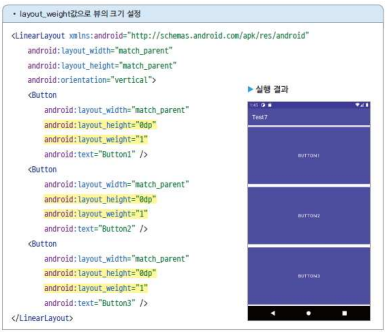 • layout_weight값으로 뷰의 크기 설정
<LinearLayout xmlns:android="http://schemas.android.com/apk/res/android"
android:layout_width="match_parent"
android:layout_height="match_parent"
android:orientation="vertical">
<Button
android:layout_width="match_parent"
android:layout_height="0dp"
android:layout_weight="1"
android:text="Button1" />
<Button
android:layout_width="match_parent"
android:layout_height="0dp"
android:layout_weight="1"
android:text="Button2" />
<Button
android:layout_width="match_parent"
android:layout_height="0dp"
android:layout_weight="1"
android:text="Button3" />
</LinearLayout>
▶ 실행 결과
Test7
BUTTON1
BUTTON2
BUTTON3